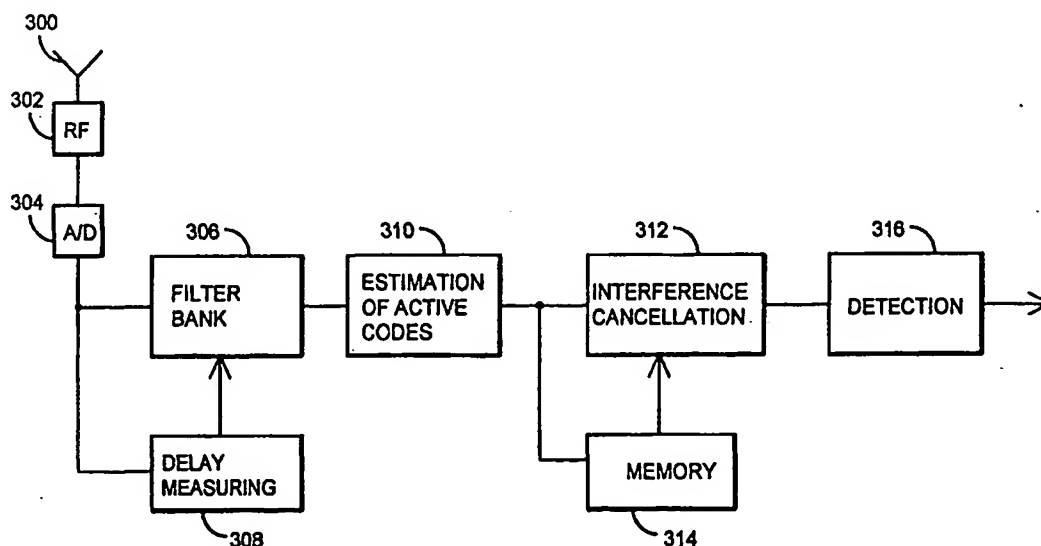 300
302
RF
304
A/D
306
FILTER
BANK
310
ESTIMATION
OF ACTIVE
CODES
312
INTERFERENCE
CANCELLATION
316
DETECTION
DELAY
MEASURING
308
MEMORY
314